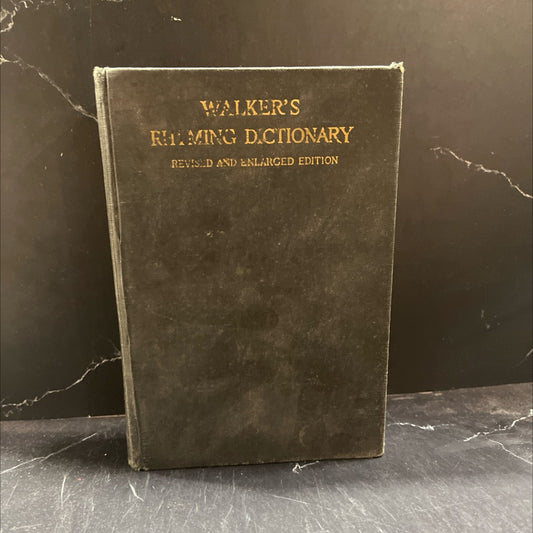 WALKER'S
RHYMING DICTIONARY
REVISED AND ENLARGED EDITION